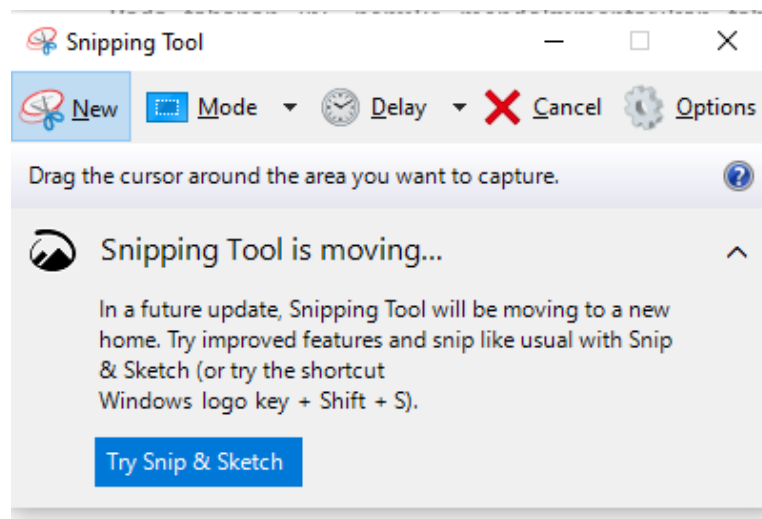 Snipping Tool
New Mode Delay Cancel Options
Drag the cursor around the area you want to capture.
Snipping Tool is moving...
In a future update, Snipping Tool will be moving to a new
home. Try improved features and snip like usual with Snip
& Sketch (or try the shortcut
Windows logo key + Shift + S).
Try Snip & Sketch